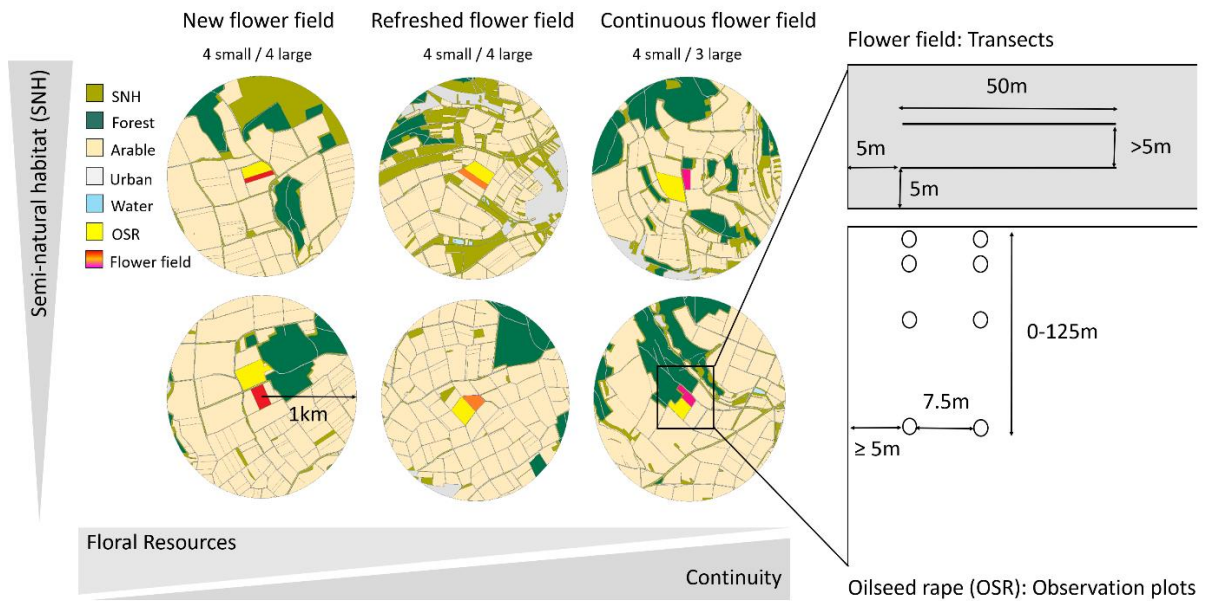 New flower field
4 small / 4 large
Refreshed flower field
4 small / 4 large
Continuous flower field
4 small / 3 large
Semi-natural habitat (SNH)
SNH
Forest
Arable
Urban
Water
OSR
Flower field
1km
Floral Resources
Continuity
Flower field: Transects
50m
5m
>5m
5m
0-125m
7.5m
≥ 5m
Oilseed rape (OSR): Observation plots